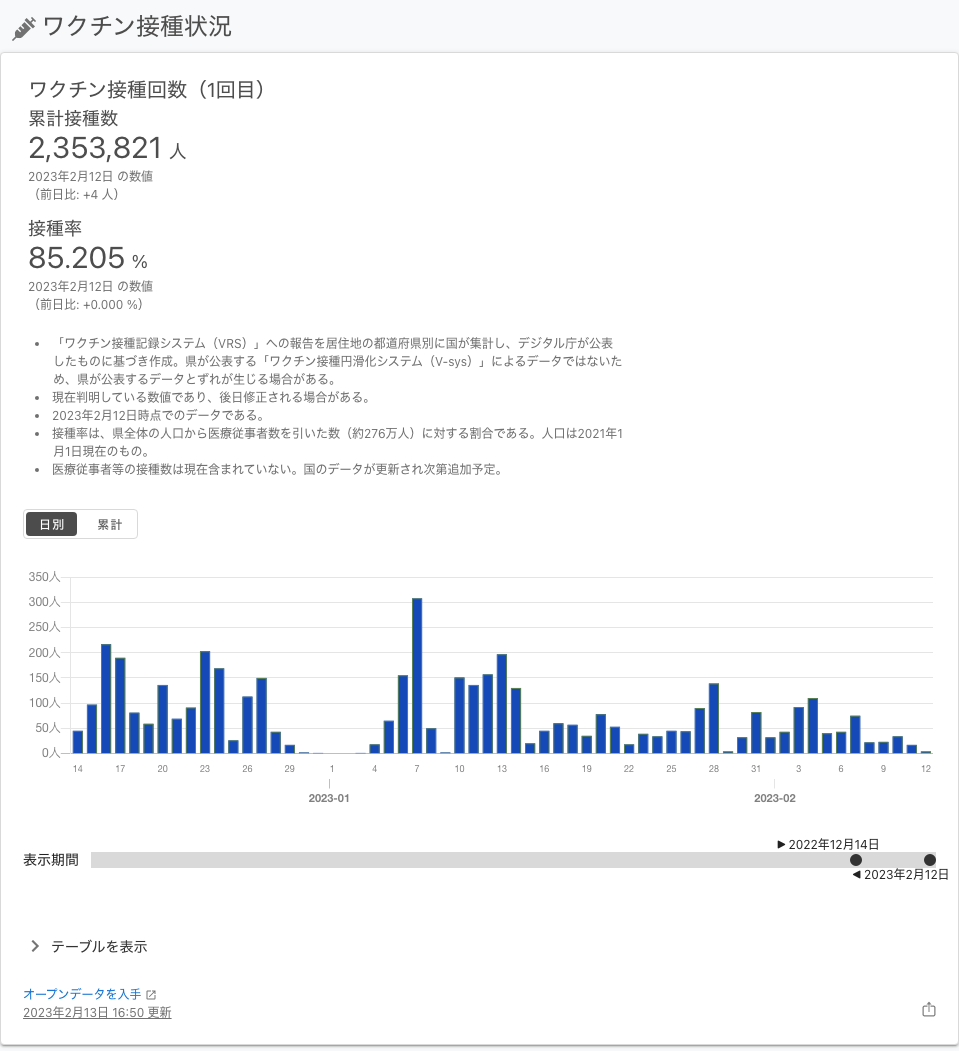 ワクチン接種状況
ワクチン接種回数（1回目）
累計接種数
2,353,821 人
2023年2月12日 の数値
（前日比: +4 人）
接種率
85.205 %
2023年2月12日 の数値
（前日比: +0.000 %）
• 「ワクチン接種記録システム（VRS）」への報告を居住地の都道府県別に国が集計し、デジタル庁が公表
したものに基づき作成。県が公表する「ワクチン接種円滑化システム（V-sys）」によるデータではないた
め、県が公表するデータとずれが生じる場合がある。
• 現在判明している数値であり、後日修正される場合がある。
• 2023年2月12日時点でのデータである。
• 接種率は、県全体の人口から医療従事者数を引いた数（約276万人）に対する割合である。人口は2021年1
月1日現在のもの。
• 医療従事者等の接種数は現在含まれていない。国のデータが更新され次第追加予定。
日別 累計
350人
300人
250人
200人
150人
100人
50人
0人
14 17 20 23 26 29 1 4 7 10 13 16 19 22 25 28 31 3 6 9 12
2023-01 2023-02
▶ 2022年12月14日
表示期間
◀ 2023年2月12日
テーブルを表示
オープンデータを入手
2023年2月13日 16:50 更新